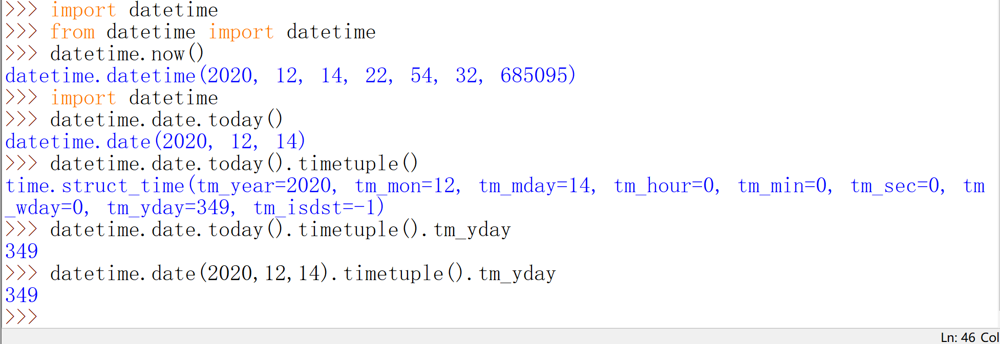 >>> import datetime
>>> from datetime import datetime
>>> datetime.now()
datetime.datetime(2020, 12, 14, 22, 54, 32, 685095)
>>> import datetime
>>> datetime.date.today()
datetime.date(2020, 12, 14)
>>> datetime.date.today().timetuple()
time.struct_time(tm_year=2020, tm_mon=12, tm_mday=14, tm_hour=0, tm_min=0, tm_sec=0, tm
_wday=0, tm_yday=349, tm_isdst=-1)
>>> datetime.date.today().timetuple().tm_yday
349
>>> datetime.date(2020,12,14).timetuple().tm_yday
349
>>>
Ln: 46 Col